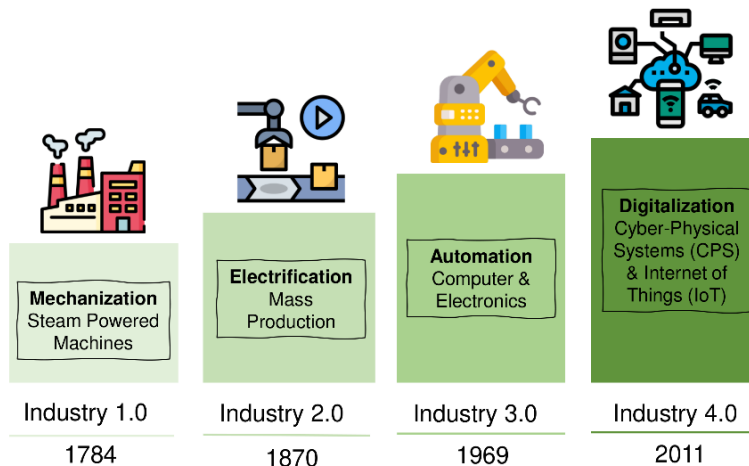 Mechanization
Steam Powered
Machines
Electrification
Mass
Production
Automation
Computer &
Electronics
Digitalization
Cyber-Physical
Systems (CPS)
& Internet of
Things (IoT)
Industry 1.0
Industry 2.0
Industry 3.0
Industry 4.0
1784
1870
1969
2011